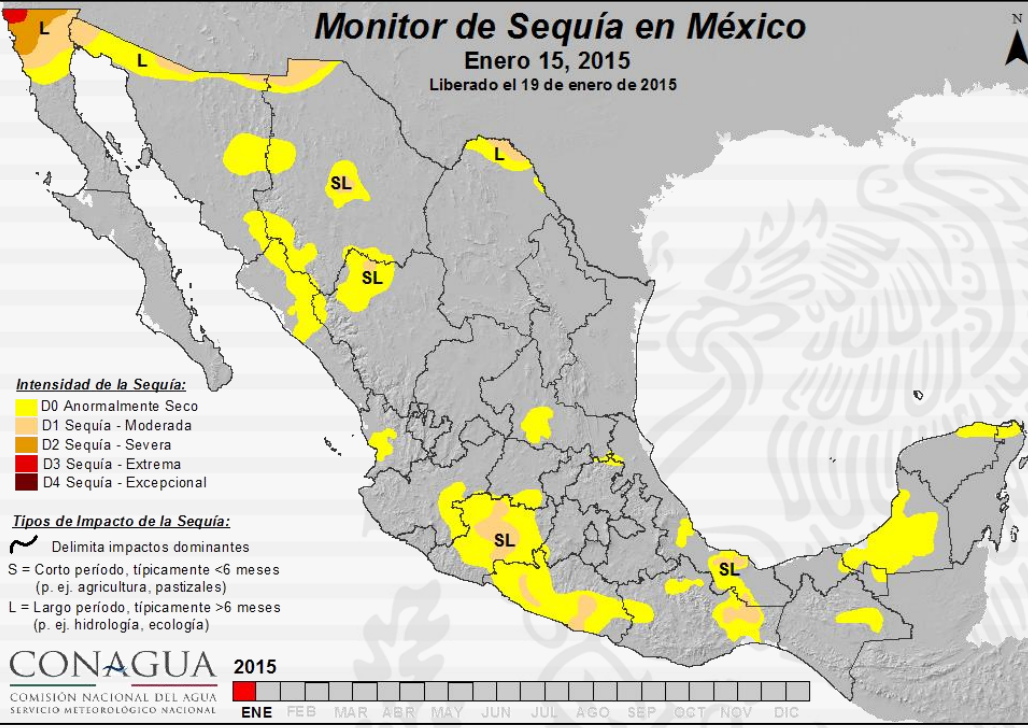 Monitor de Sequía en México
Enero 15, 2015
Liberado el 19 de enero de 2015
N
L
L
L
SL
SL
Intensidad de la Sequía:
D0 Anormalmente Seco
D1 Sequía - Moderada
D2 Sequía - Severa
D3 Sequía - Extrema
D4 Sequía - Excepcional
Tipos de Impacto de la Sequía:
Delimita impactos dominantes
S = Corto período, típicamente <6 meses
(p. ej. agricultura, pastizales)
L = Largo período, típicamente >6 meses
(p. ej. hidrología, ecología)
SL
SL
CONAGUA
COMISIÓN NACIONAL DEL AGUA
SERVICIO METEOROLÓGICO NACIONAL
2015
ENE FEB MAR ABR MAY JUN JUL AGO SEP OCT NOV DIC